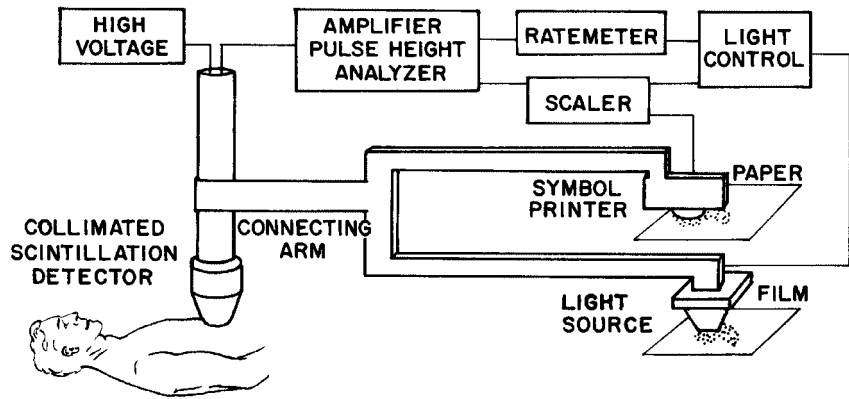 HIGH
VOLTAGE
AMPLIFIER
PULSE HEIGHT
ANALYZER
RATEMETER
LIGHT
CONTROL
SCALER
PAPER
SYMBOL
PRINTER
COLLIMATED
SCINTILLATION
DETECTOR
CONNECTING
ARM
LIGHT
SOURCE
FILM